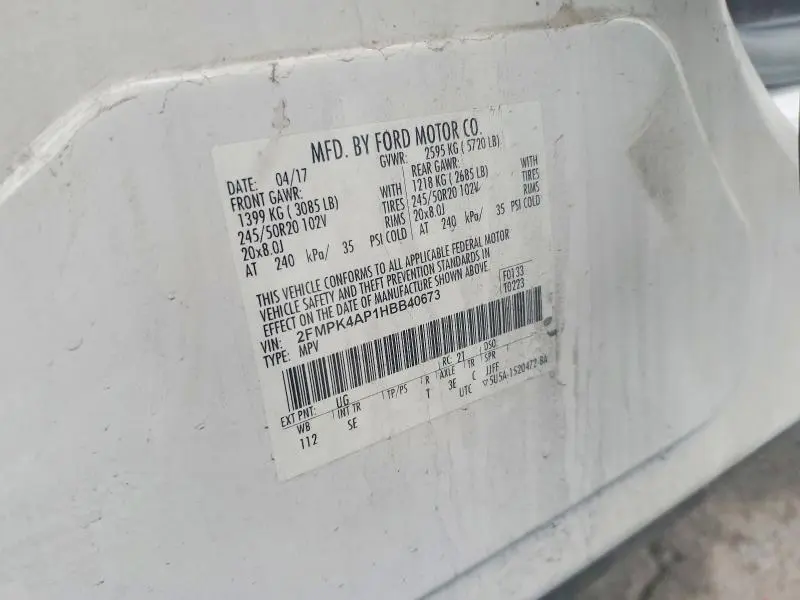 MFD. BY FORD MOTOR CO.
DATE: 04/17 GVWR: 2595 KG ( 5720 LB)
FRONT GAWR: REAR GAWR:
1399 KG ( 3085 LB) WITH 1218 KG ( 2685 LB) WITH
245/50R20 102V TIRES 245/50R20 102V TIRES
20x8.0J RIMS 20x8.0J RIMS
AT 240 kPa/ 35 PSI COLD AT 240 kPa/ 35 PSI COLD
THIS VEHICLE CONFORMS TO ALL APPLICABLE FEDERAL MOTOR
VEHICLE SAFETY AND THEFT PREVENTION STANDARDS IN
EFFECT ON THE DATE OF MANUFACTURE SHOWN ABOVE.
VIN: 2FMPK4AP1HBB40673
TYPE: MPV
F0133
T0223
EXT PNT: UG RC: 21 DSO:
WB INT TR TP/PS R AXLE TR SPR
112 SE T 3E C JJFF
UTC ▽5U5A-1520472-BA